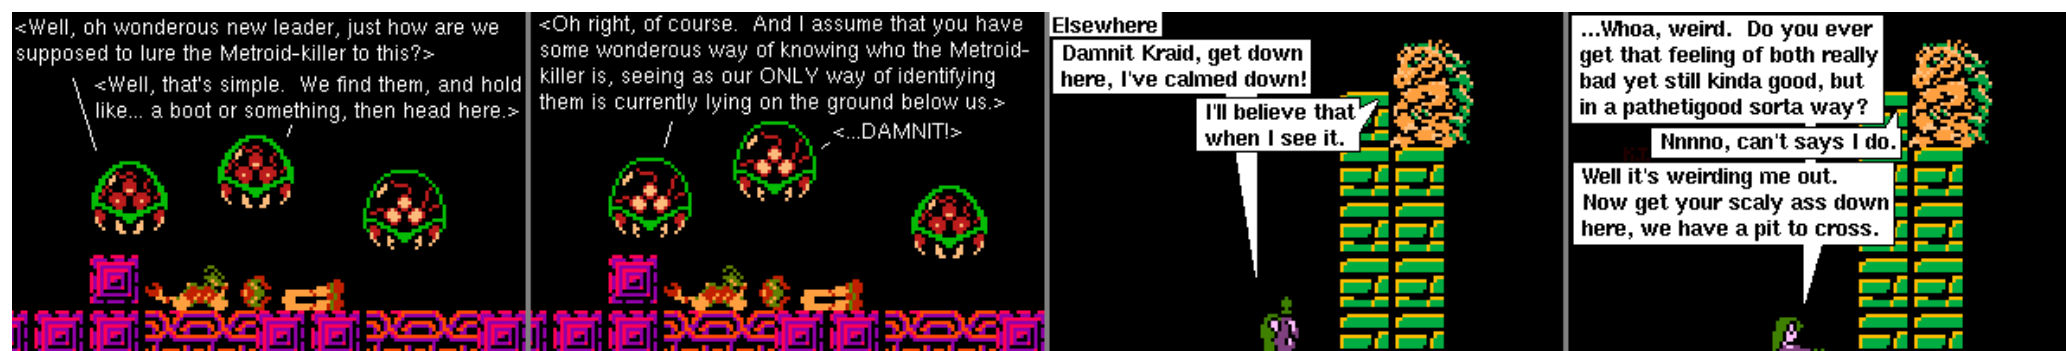 <Well, oh wonderous new leader, just how are we
supposed to lure the Metroid-killer to this?>
<Well, that's simple.  We find them, and hold
like... a boot or something, then head here.>
<Oh right, of course.  And I assume that you have
some wonderous way of knowing who the Metroid-
killer is, seeing as our ONLY way of identifying
them is currently lying on the ground below us.>
<...DAMNIT!>
Elsewhere
Damnit Kraid, get down
here, I've calmed down!
I'll believe that
when I see it.
...Whoa, weird.  Do you ever
get that feeling of both really
bad yet still kinda good, but
in a pathetigood sorta way?
Nnnno, can't says I do.
Well it's weirding me out.
Now get your scaly ass down
here, we have a pit to cross.